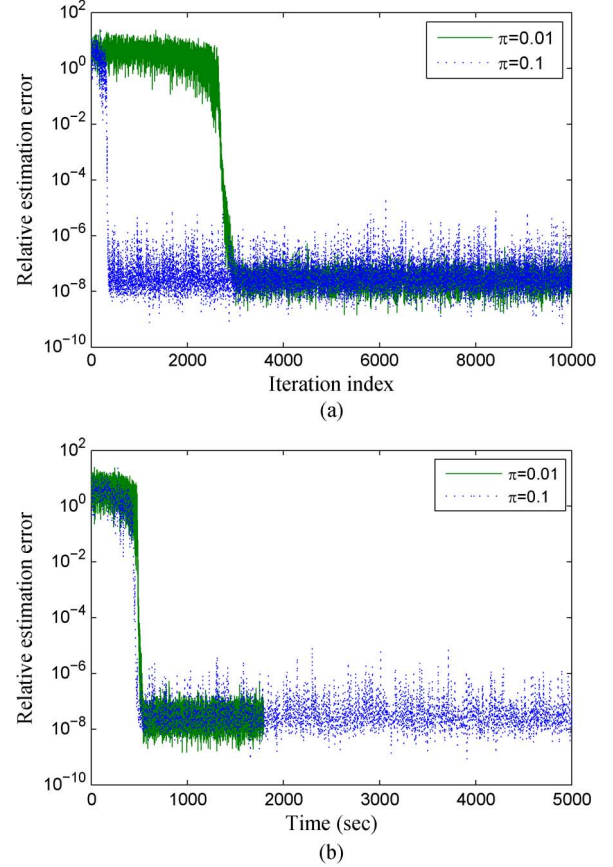 10^2
10^0
10^-2
10^-4
10^-6
10^-8
10^-10
Relative estimation error
π=0.01
π=0.1
0 2000 4000 6000 8000 10000
Iteration index
(a)
10^2
10^0
10^-2
10^-4
10^-6
10^-8
10^-10
Relative estimation error
π=0.01
π=0.1
0 1000 2000 3000 4000 5000
Time (sec)
(b)